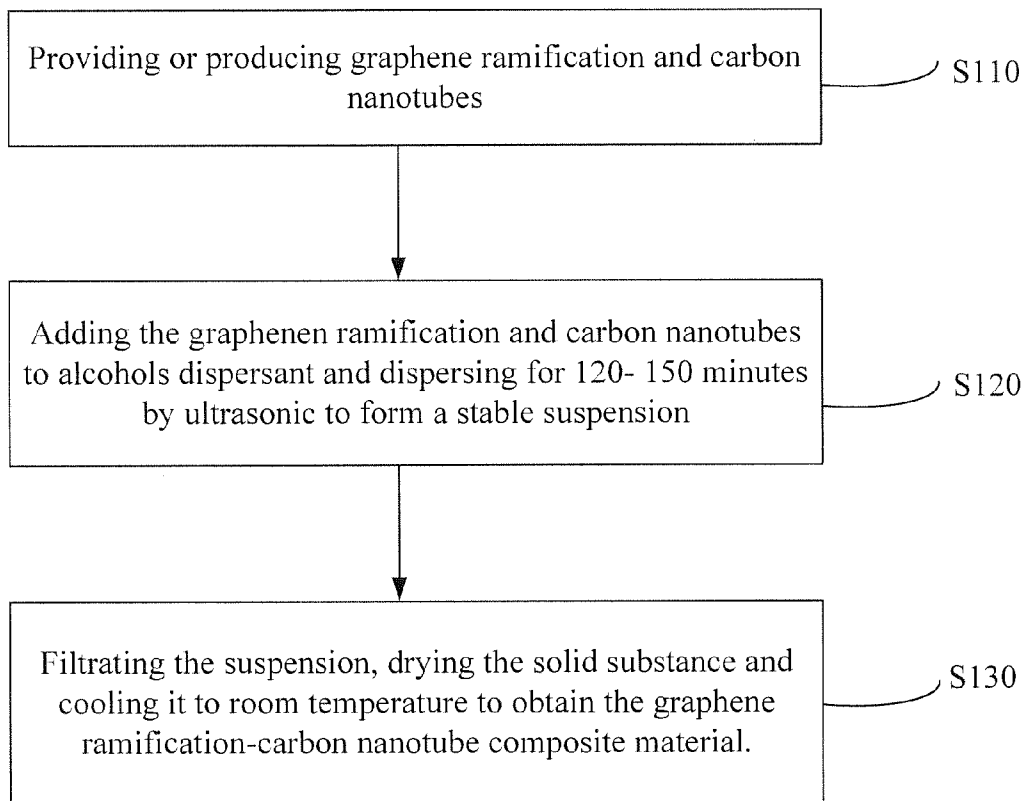 Providing or producing graphene ramification and carbon
nanotubes
S110
Adding the graphenen ramification and carbon nanotubes
to alcohols dispersant and dispersing for 120- 150 minutes
by ultrasonic to form a stable suspension
S120
Filtrating the suspension, drying the solid substance and
cooling it to room temperature to obtain the graphene
ramification-carbon nanotube composite material.
S130